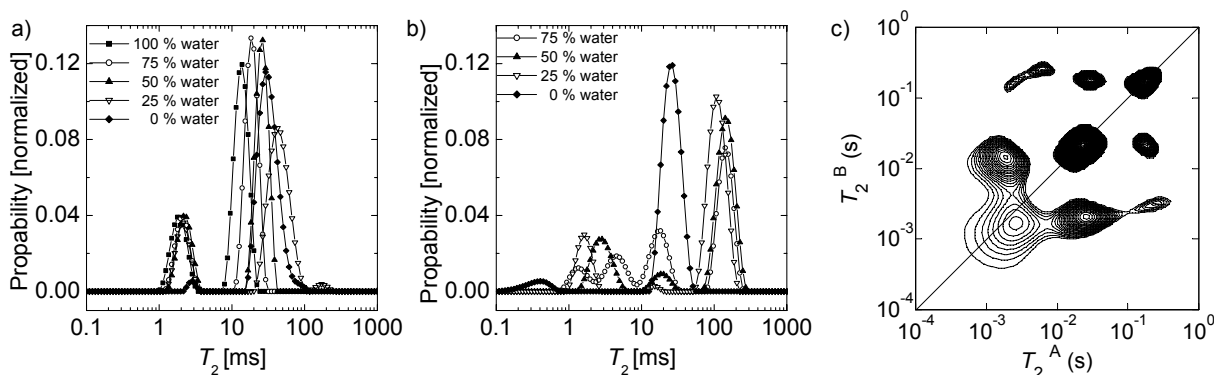 a)
Propability [normalized]
0.12
0.08
0.04
0.00
100 % water
75 % water
50 % water
25 % water
0 % water
0.1 1 10 100 1000
T2 [ms]
b)
Propability [normalized]
0.12
0.08
0.04
0.00
75 % water
50 % water
25 % water
0 % water
0.1 1 10 100 1000
T2 [ms]
c)
T2^B (s)
10^0
10^-1
10^-2
10^-3
10^-4
10^-4 10^-3 10^-2 10^-1 10^0
T2^A (s)